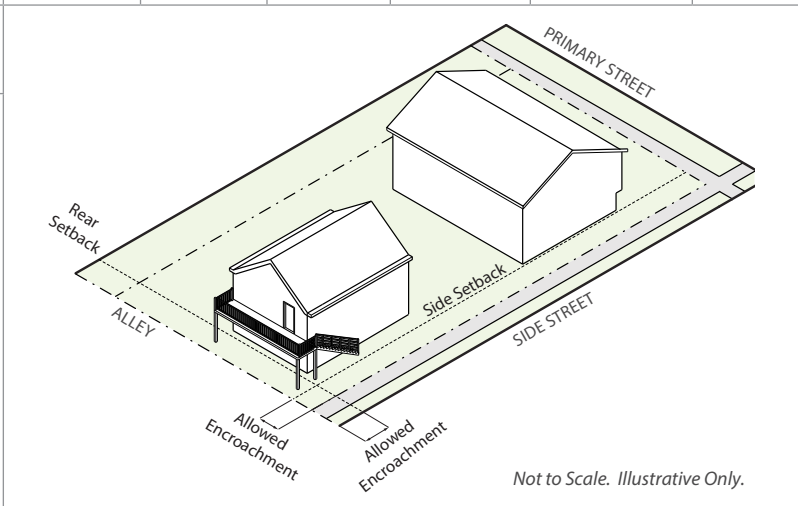 PRIMARY STREET
Rear
Setback
Side Setback
ALLEY
SIDE STREET
Allowed
Encroachment
Allowed
Encroachment
Not to Scale.  Illustrative Only.